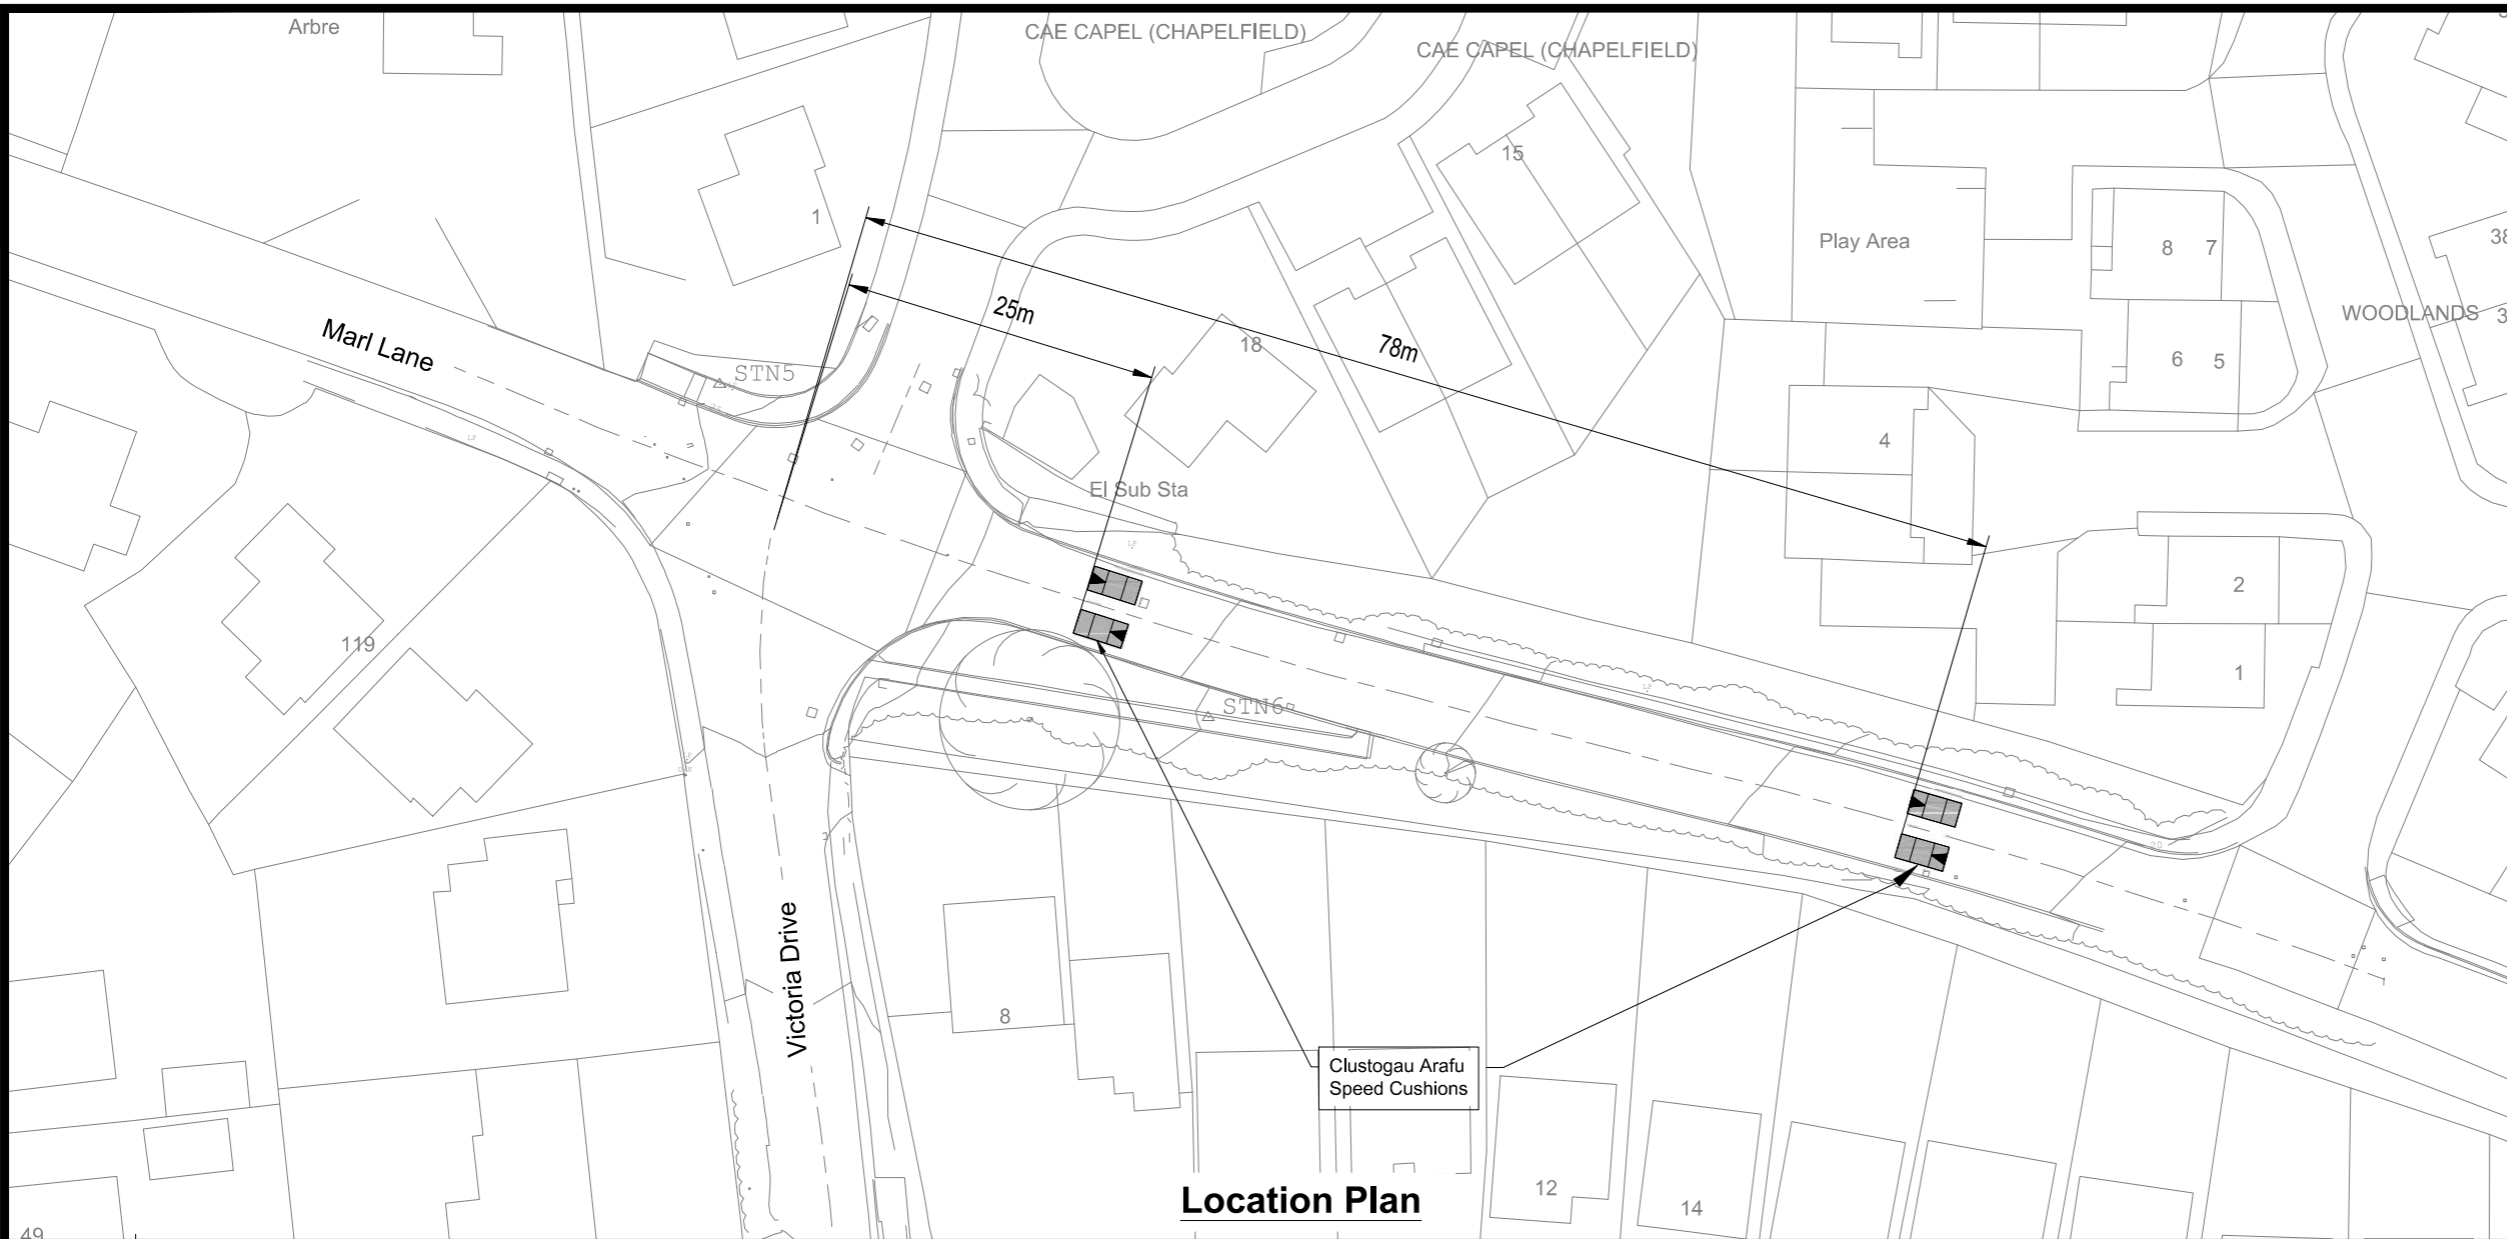 Arbre
CAE CAPEL (CHAPELFIELD)
CAE CAPEL (CHAPELFIELD)
15
1
Play Area
8 7
38
WOODLANDS
3
25m
78m
Marl Lane
18
STN5
6 5
4
El Sub Sta
2
119
1
STN6
Victoria Drive
8
Clustogau Arafu
Speed Cushions
12
14
Location Plan
49